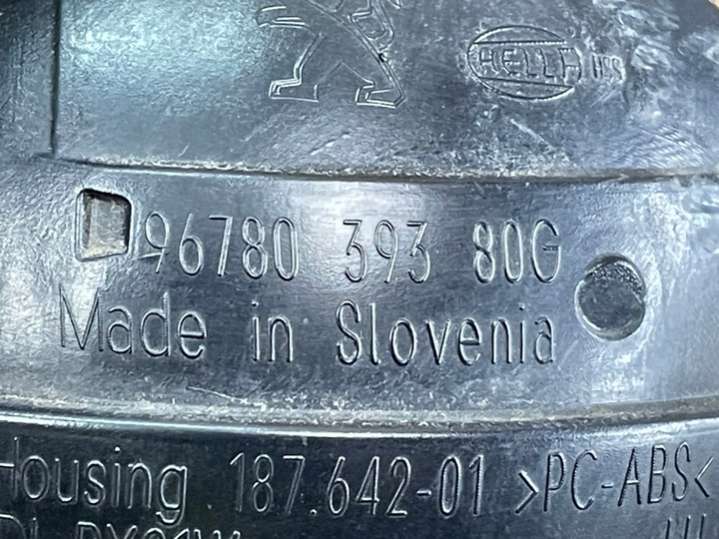 HELLA
96780 393 80G
Made in Slovenia
Housing 187.642-01 >PC-ABS<